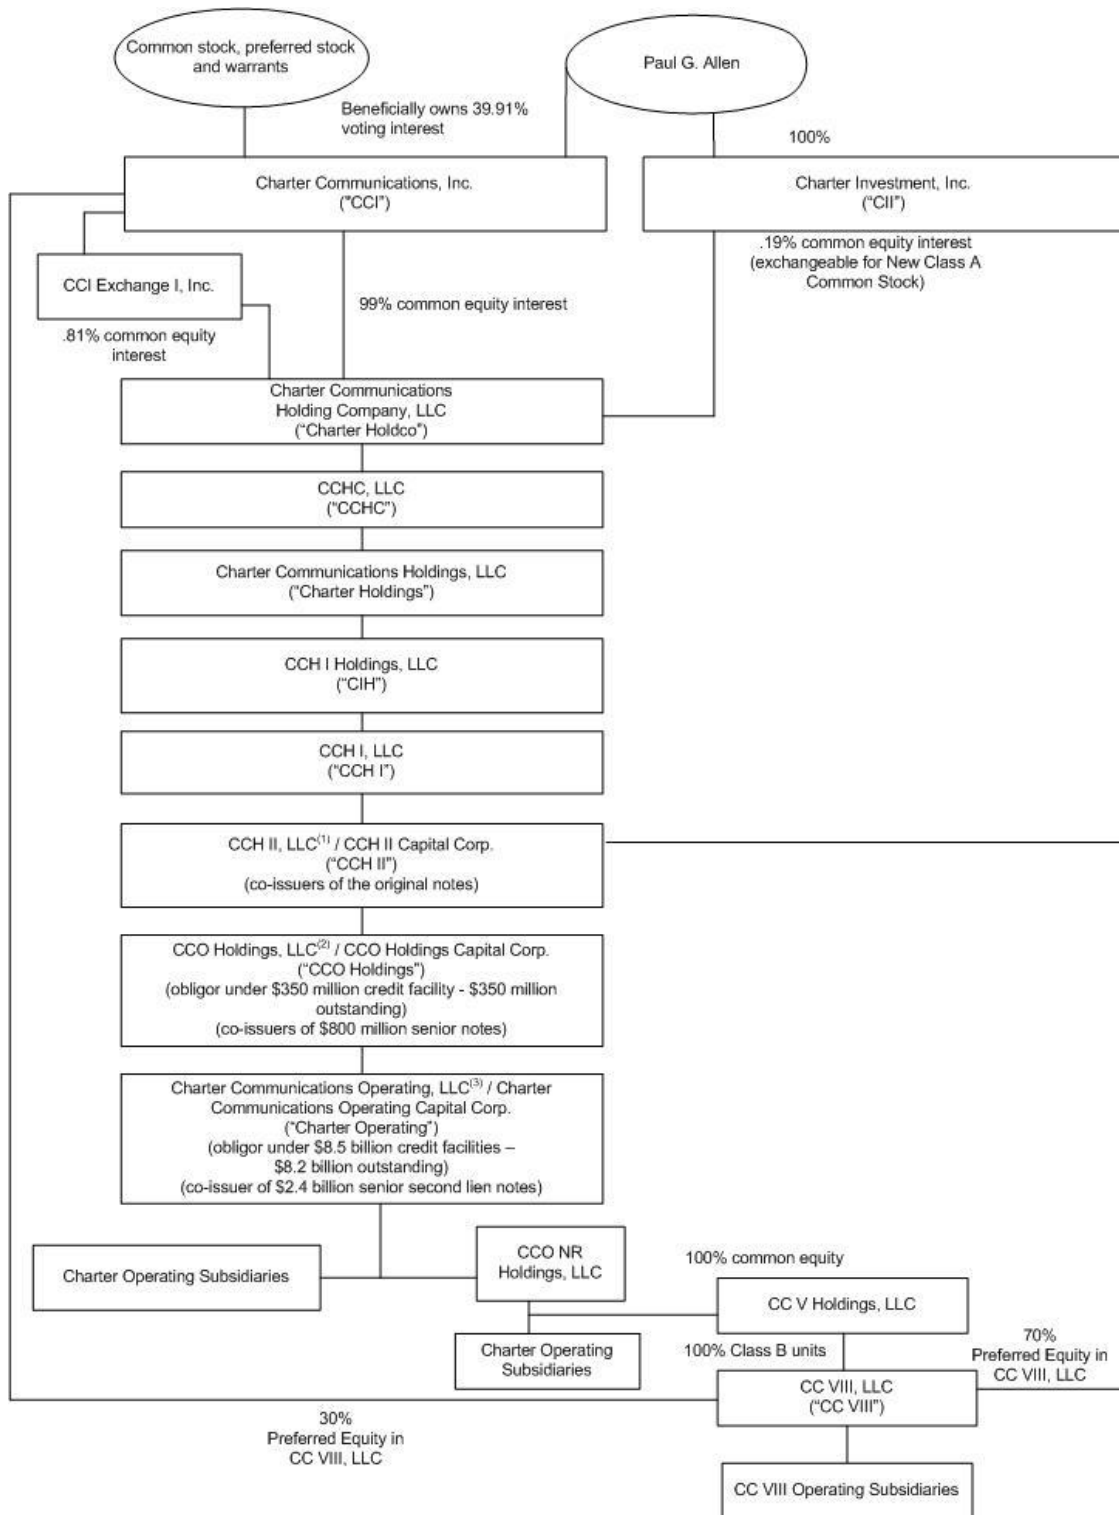 Common stock, preferred stock
and warrants
Paul G. Allen
Beneficially owns 39.91%
voting interest
100%
Charter Communications, Inc.
("CCI")
Charter Investment, Inc.
("CII")
.19% common equity interest
(exchangeable for New Class A
Common Stock)
CCI Exchange I, Inc.
99% common equity interest
.81% common equity
interest
Charter Communications
Holding Company, LLC
("Charter Holdco")
CCHC, LLC
("CCHC")
Charter Communications Holdings, LLC
("Charter Holdings")
CCH I Holdings, LLC
("CIH")
CCH I, LLC
("CCH I")
CCH II, LLC(1) / CCH II Capital Corp.
("CCH II")
(co-issuers of the original notes)
CCO Holdings, LLC(2) / CCO Holdings Capital Corp.
("CCO Holdings")
(obligor under $350 million credit facility - $350 million
outstanding)
(co-issuers of $800 million senior notes)
Charter Communications Operating, LLC(3) / Charter
Communications Operating Capital Corp.
("Charter Operating")
(obligor under $8.5 billion credit facilities –
$8.2 billion outstanding)
(co-issuer of $2.4 billion senior second lien notes)
Charter Operating Subsidiaries
CCO NR
Holdings, LLC
100% common equity
CC V Holdings, LLC
Charter Operating
Subsidiaries
100% Class B units
70%
Preferred Equity in
CC VIII, LLC
CC VIII, LLC
("CC VIII")
30%
Preferred Equity in
CC VIII, LLC
CC VIII Operating Subsidiaries